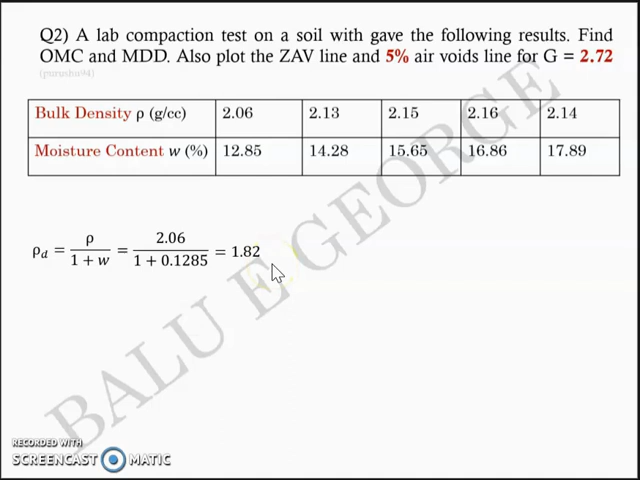 Q2) A lab compaction test on a soil with gave the following results. Find
OMC and MDD. Also plot the ZAV line and 5% air voids line for G = 2.72
(purushu94)
Bulk Density ρ (g/cc) 2.06 2.13 2.15 2.16 2.14
Moisture Content w (%) 12.85 14.28 15.65 16.86 17.89
ρd = ρ / 1 + w = 2.06 / 1 + 0.1285 = 1.82
BALU E GEORGE
RECORDED WITH
SCREENCAST MATIC